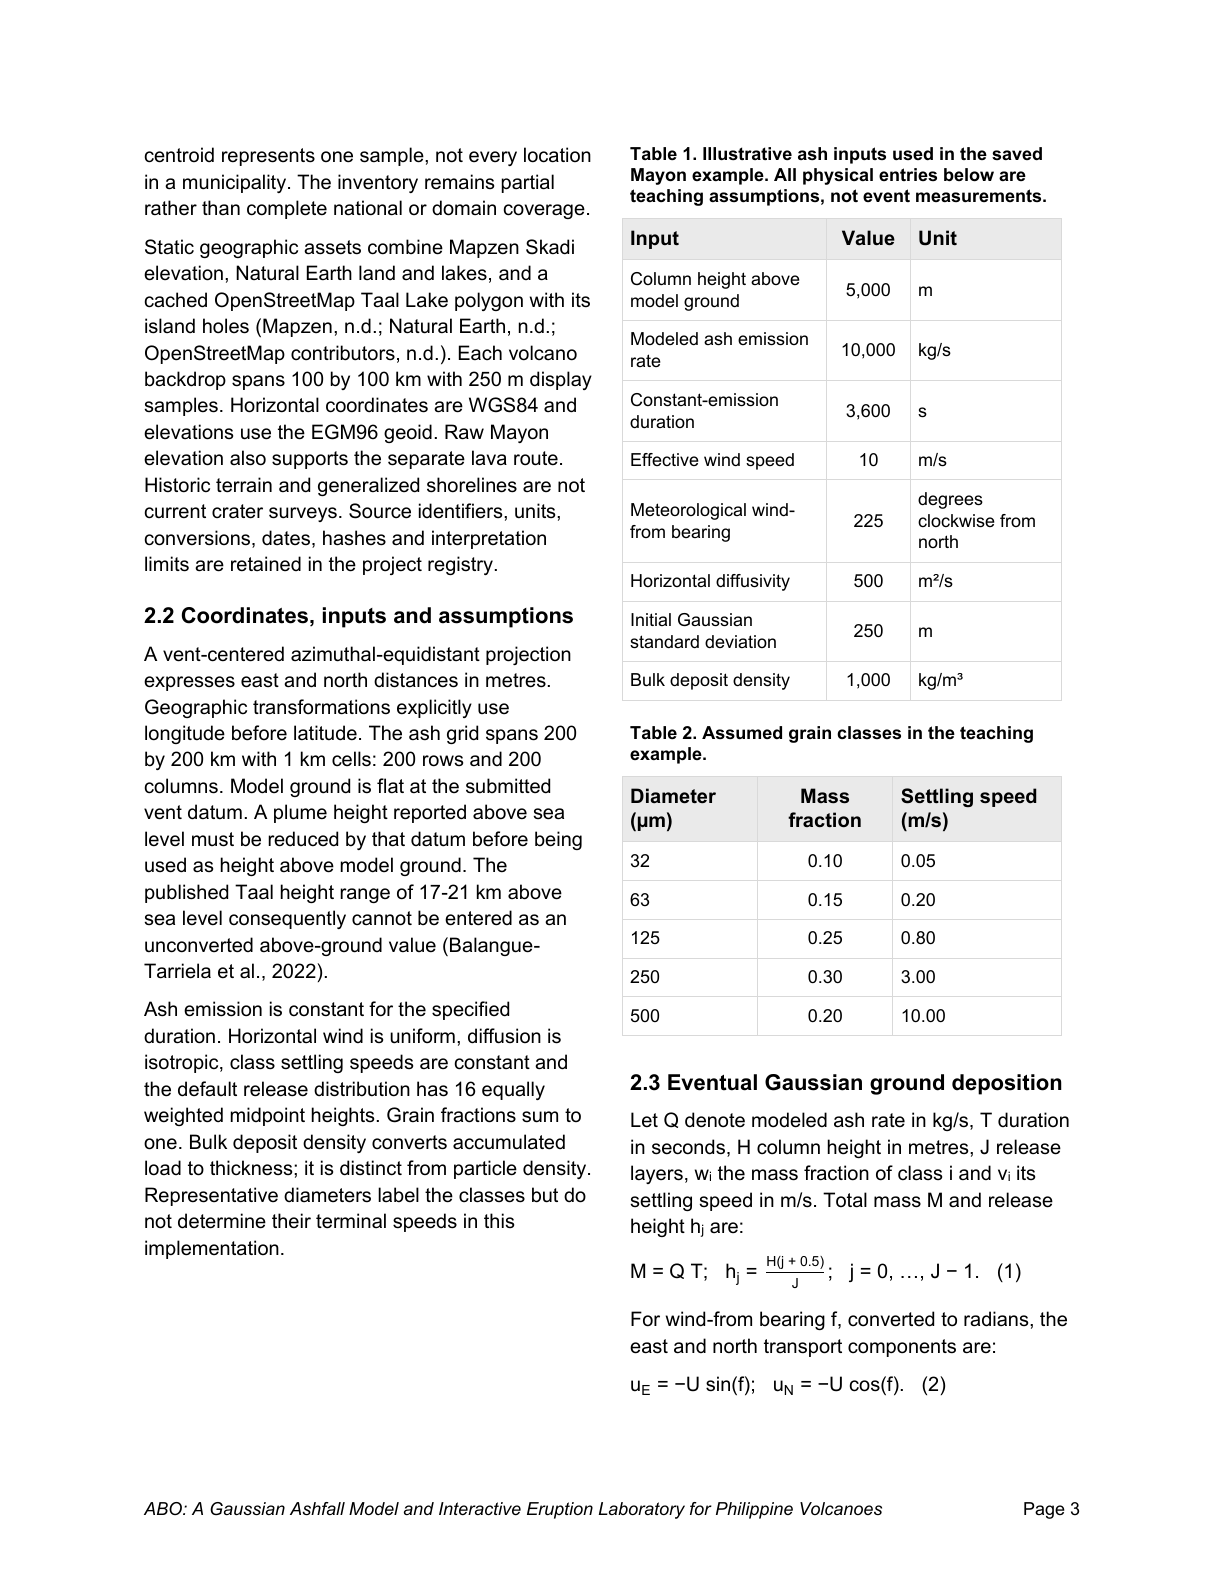 centroid represents one sample, not every location
in a municipality. The inventory remains partial
rather than complete national or domain coverage.
Static geographic assets combine Mapzen Skadi
elevation, Natural Earth land and lakes, and a
cached OpenStreetMap Taal Lake polygon with its
island holes (Mapzen, n.d.; Natural Earth, n.d.;
OpenStreetMap contributors, n.d.). Each volcano
backdrop spans 100 by 100 km with 250 m display
samples. Horizontal coordinates are WGS84 and
elevations use the EGM96 geoid. Raw Mayon
elevation also supports the separate lava route.
Historic terrain and generalized shorelines are not
current crater surveys. Source identifiers, units,
conversions, dates, hashes and interpretation
limits are retained in the project registry.
2.2 Coordinates, inputs and assumptions
A vent-centered azimuthal-equidistant projection
expresses east and north distances in metres.
Geographic transformations explicitly use
longitude before latitude. The ash grid spans 200
by 200 km with 1 km cells: 200 rows and 200
columns. Model ground is flat at the submitted
vent datum. A plume height reported above sea
level must be reduced by that datum before being
used as height above model ground. The
published Taal height range of 17-21 km above
sea level consequently cannot be entered as an
unconverted above-ground value (Balangue-
Tarriela et al., 2022).
Ash emission is constant for the specified
duration. Horizontal wind is uniform, diffusion is
isotropic, class settling speeds are constant and
the default release distribution has 16 equally
weighted midpoint heights. Grain fractions sum to
one. Bulk deposit density converts accumulated
load to thickness; it is distinct from particle density.
Representative diameters label the classes but do
not determine their terminal speeds in this
implementation.
Table 1. Illustrative ash inputs used in the saved
Mayon example. All physical entries below are
teaching assumptions, not event measurements.
Input Value Unit
Column height above
model ground 5,000 m
Modeled ash emission
rate 10,000 kg/s
Constant-emission
duration 3,600 s
Effective wind speed 10 m/s
Meteorological wind-
from bearing 225 degrees
clockwise from
north
Horizontal diffusivity 500 m²/s
Initial Gaussian
standard deviation 250 m
Bulk deposit density 1,000 kg/m³
Table 2. Assumed grain classes in the teaching
example.
Diameter
(µm) Mass
fraction Settling speed
(m/s)
32 0.10 0.05
63 0.15 0.20
125 0.25 0.80
250 0.30 3.00
500 0.20 10.00
2.3 Eventual Gaussian ground deposition
Let Q denote modeled ash rate in kg/s, T duration
in seconds, H column height in metres, J release
layers, wᵢ the mass fraction of class i and vᵢ its
settling speed in m/s. Total mass M and release
height hⱼ are:
M = Q T; hⱼ = H(j + 0.5)/J; j = 0, …, J − 1. (1)
For wind-from bearing f, converted to radians, the
east and north transport components are:
u_E = −U sin(f); u_N = −U cos(f). (2)
ABO: A Gaussian Ashfall Model and Interactive Eruption Laboratory for Philippine Volcanoes Page 3